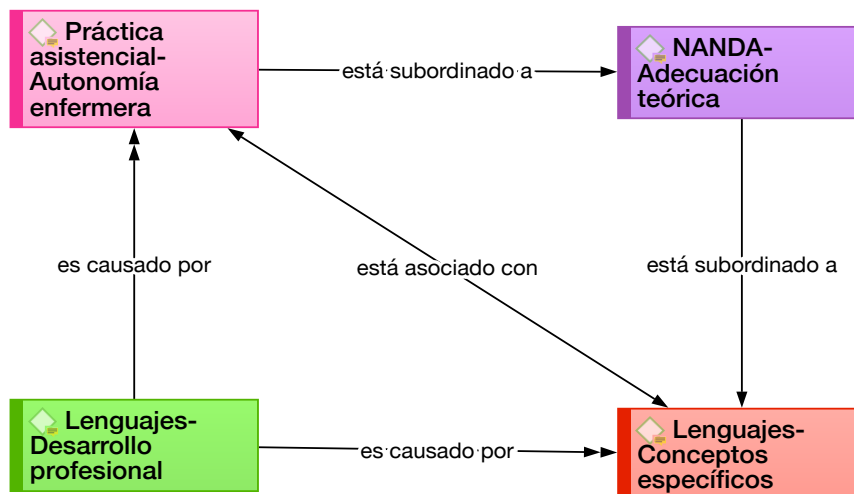 Práctica
asistencial-
Autonomía
enfermera
está subordinado a
NANDA-
Adecuación
teórica
es causado por
está asociado con
está subordinado a
Lenguajes-
Desarrollo
profesional
es causado por
Lenguajes-
Conceptos
específicos